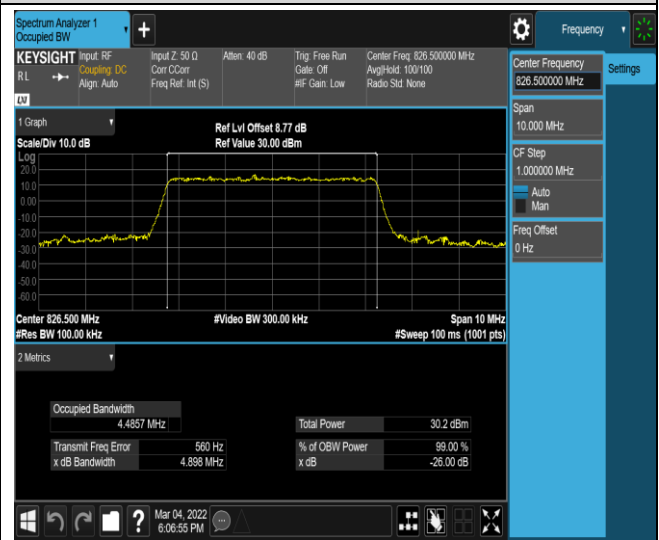 Spectrum Analyzer 1
Occupied BW
Frequency
KEYSIGHT Input: RF Input Z: 50 Ω Atten: 40 dB Trig: Free Run Center Freq: 826.500000 MHz
RL Coupling: DC Corr CCorr Gate: Off Avg|Hold: 100/100
Align: Auto Freq Ref: Int (S) #IF Gain: Low Radio Std: None
LXI
Center Frequency
826.500000 MHz
Settings
Span
10.000 MHz
CF Step
1.000000 MHz
Auto
Man
Freq Offset
0 Hz
1 Graph
Ref Lvl Offset 8.77 dB
Scale/Div 10.0 dB Ref Value 30.00 dBm
Log
20.0
10.0
0.00
-10.0
-20.0
-30.0
-40.0
-50.0
-60.0
Center 826.500 MHz #Video BW 300.00 kHz Span 10 MHz
#Res BW 100.00 kHz #Sweep 100 ms (1001 pts)
2 Metrics
Occupied Bandwidth
4.4857 MHz
Total Power 30.2 dBm
Transmit Freq Error 560 Hz % of OBW Power 99.00 %
x dB Bandwidth 4.898 MHz x dB -26.00 dB
Mar 04, 2022
6:06:55 PM